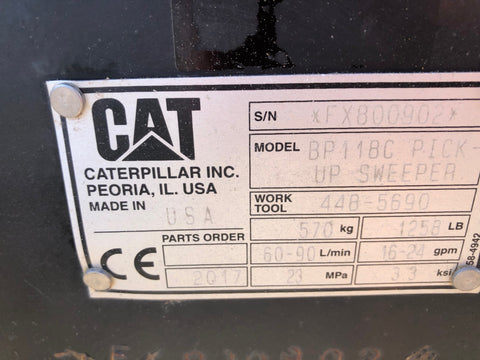 CAT
CATERPILLAR INC.
PEORIA, IL. USA
MADE IN USA
S/N *FX800902*
MODEL BP118C PICK-
UP SWEEPER
WORK TOOL 448-5690
570 kg 1258 LB
PARTS ORDER 60-90 L/min 16-24 gpm
CE 2017 23 MPa 3.3 ksi
58-4942